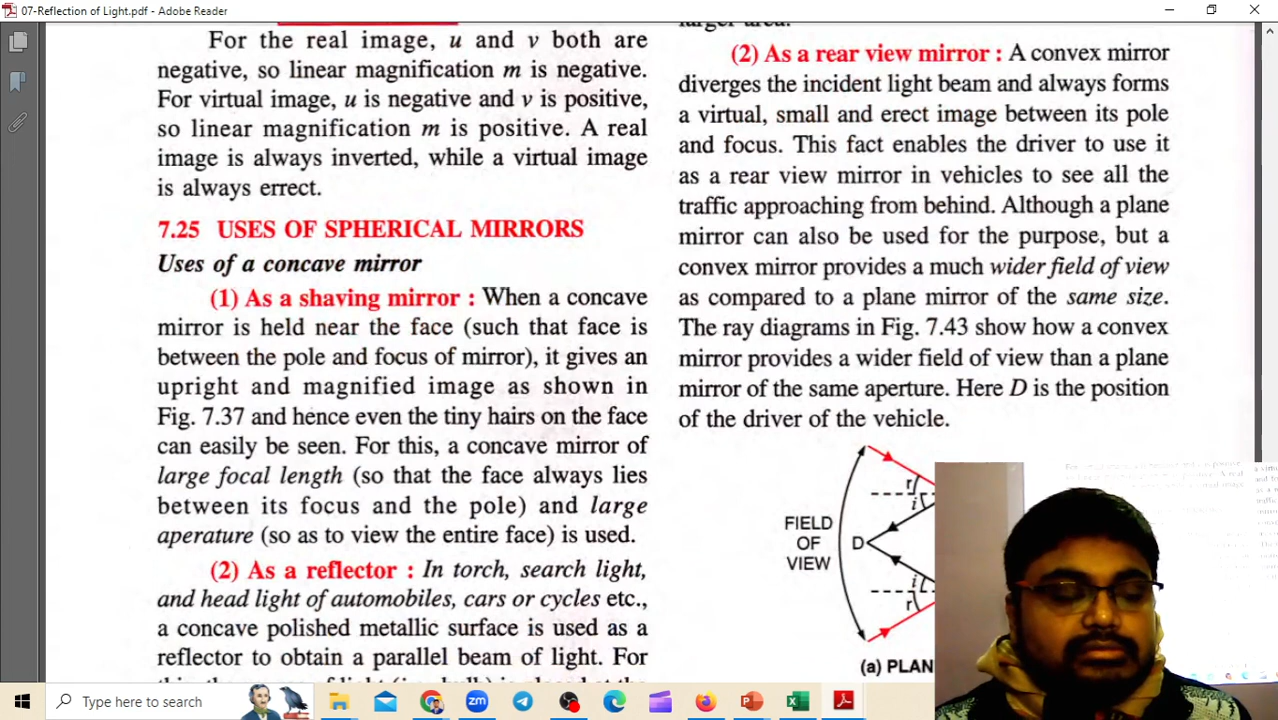 07-Reflection of Light.pdf - Adobe Reader
For the real image, u and v both are
negative, so linear magnification m is negative.
For virtual image, u is negative and v is positive,
so linear magnification m is positive. A real
image is always inverted, while a virtual image
is always errect.
7.25 USES OF SPHERICAL MIRRORS
Uses of a concave mirror
(1) As a shaving mirror : When a concave
mirror is held near the face (such that face is
between the pole and focus of mirror), it gives an
upright and magnified image as shown in
Fig. 7.37 and hence even the tiny hairs on the face
can easily be seen. For this, a concave mirror of
large focal length (so that the face always lies
between its focus and the pole) and large
aperature (so as to view the entire face) is used.
(2) As a reflector : In torch, search light,
and head light of automobiles, cars or cycles etc.,
a concave polished metallic surface is used as a
reflector to obtain a parallel beam of light. For
larger area.
(2) As a rear view mirror : A convex mirror
diverges the incident light beam and always forms
a virtual, small and erect image between its pole
and focus. This fact enables the driver to use it
as a rear view mirror in vehicles to see all the
traffic approaching from behind. Although a plane
mirror can also be used for the purpose, but a
convex mirror provides a much wider field of view
as compared to a plane mirror of the same size.
The ray diagrams in Fig. 7.43 show how a convex
mirror provides a wider field of view than a plane
mirror of the same aperture. Here D is the position
of the driver of the vehicle.
r
i
FIELD
OF
VIEW
D
i
r
(a) PLAN
Type here to search
zm